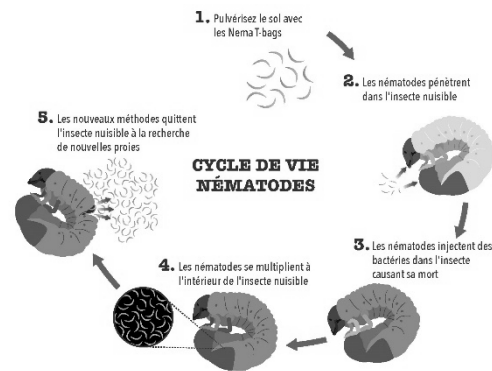 1. Pulvérisez le sol avec
les Nema T-bags
2. Les nématodes pénètrent
dans l'insecte nuisible
3. Les nématodes injectent des
bactéries dans l'insecte
causant sa mort
4. Les nématodes se multiplient à
l'intérieur de l'insecte nuisible
5. Les nouveaux méthodes quittent
l'insecte nuisible à la recherche
de nouvelles proies
CYCLE DE VIE
NÉMATODES